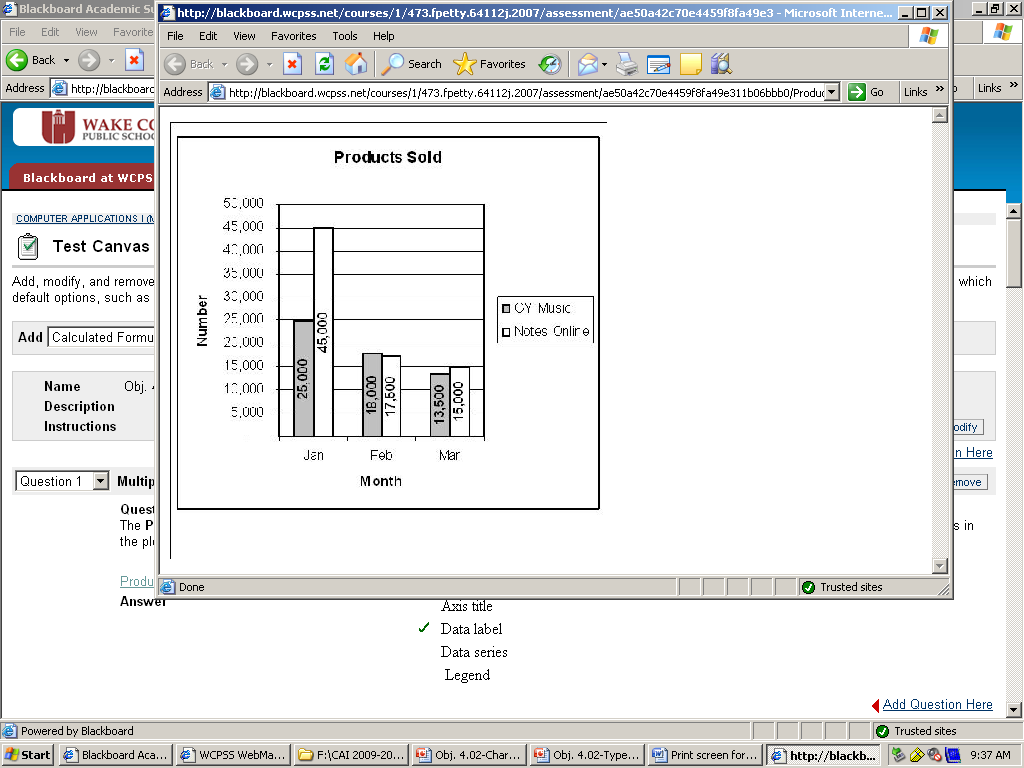 Blackboard Academic Su
http://blackboard.wcpss.net/courses/1/473.fpetty.64112j.2007/assessment/ae50a42c70e4459f8fa49e3 - Microsoft Interne...
File Edit View Favorite
File Edit View Favorites Tools Help
Back
Back Search Favorites
Address http://blackboard
Address http://blackboard.wcpss.net/courses/1/473.fpetty.64112j.2007/assessment/ae50a42c70e4459f8fa49e311b06bbb0/Produc Go Links »
Links »
WAKE CO
PUBLIC SCHOO
Blackboard at WCPS
COMPUTER APPLICATIONS I (M
Test Canvas
Add, modify, and remove
which
default options, such as
Add Calculated Formu
Name Obj. 4
Description
Instructions
odify
n Here
Question 1 Multip
emove
Quest
The P
s in
the plo
Produ
Answer
Products Sold
50,000
45,000
40,000
35,000
30,000
25,000
20,000
15,000
10,000
5,000
Number
25,000
45,000
18,000
17,500
13,500
15,000
Jan Feb Mar
Month
CY Music
Notes Online
Done Trusted sites
Axis title
Data label
Data series
Legend
Add Question Here
Powered by Blackboard Trusted sites
Start Blackboard Aca... WCPSS WebMa... F:\CAI 2009-20... Obj. 4.02-Char... Obj. 4.02-Type... Print screen for... http://blackb... 9:37 AM